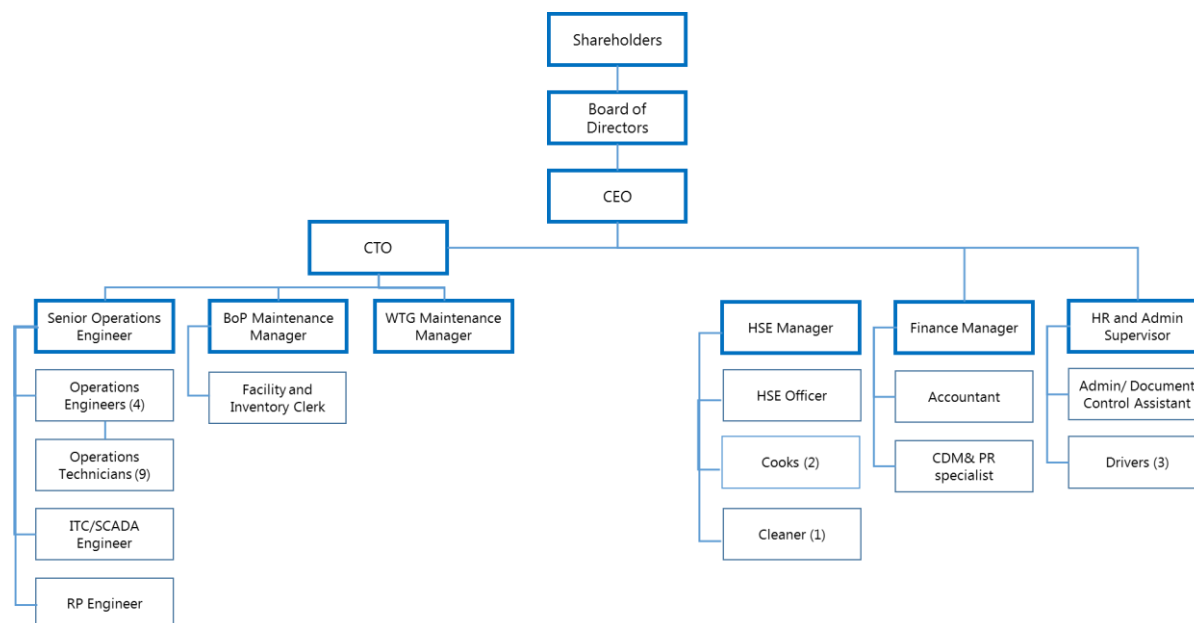 Shareholders
Board of
Directors
CEO
CTO
Senior Operations
Engineer
BoP Maintenance
Manager
WTG Maintenance
Manager
HSE Manager
Finance Manager
HR and Admin
Supervisor
Operations
Engineers (4)
Facility and
Inventory Clerk
HSE Officer
Accountant
Admin/ Document
Control Assistant
Operations
Technicians (9)
Cooks (2)
CDM& PR
specialist
Drivers (3)
ITC/SCADA
Engineer
Cleaner (1)
RP Engineer